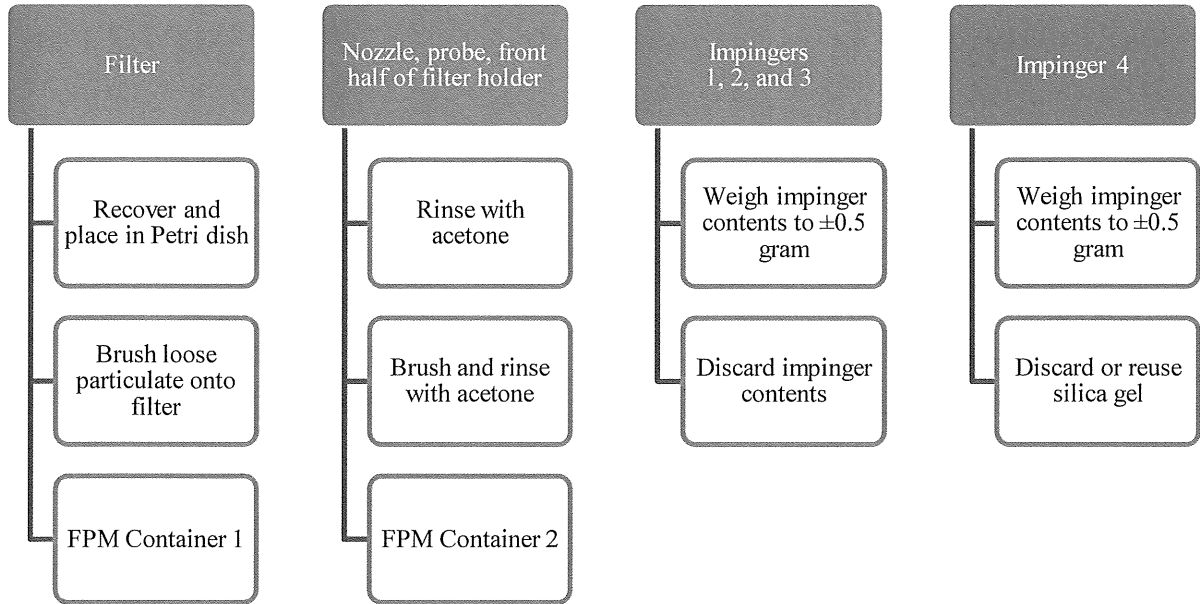 Filter
Recover and
place in Petri dish
Brush loose
particulate onto
filter
FPM Container 1
Nozzle, probe, front
half of filter holder
Rinse with
acetone
Brush and rinse
with acetone
FPM Container 2
Impingers
1, 2, and 3
Weigh impinger
contents to ±0.5
gram
Discard impinger
contents
Impinger 4
Weigh impinger
contents to ±0.5
gram
Discard or reuse
silica gel